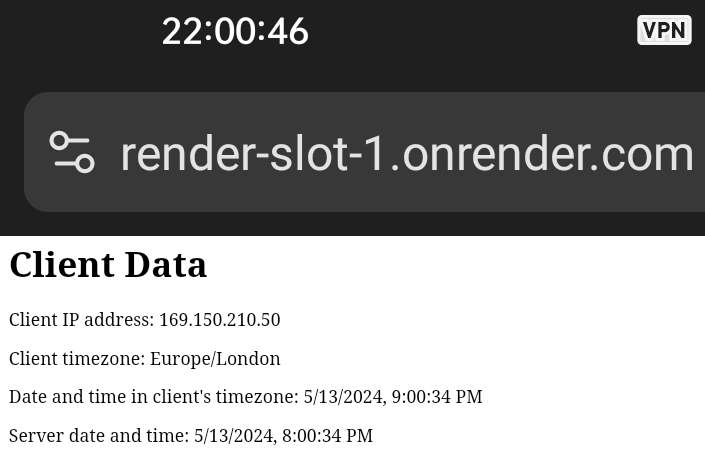 22:00:46
VPN
render-slot-1.onrender.com
Client Data
Client IP address: 169.150.210.50
Client timezone: Europe/London
Date and time in client's timezone: 5/13/2024, 9:00:34 PM
Server date and time: 5/13/2024, 8:00:34 PM